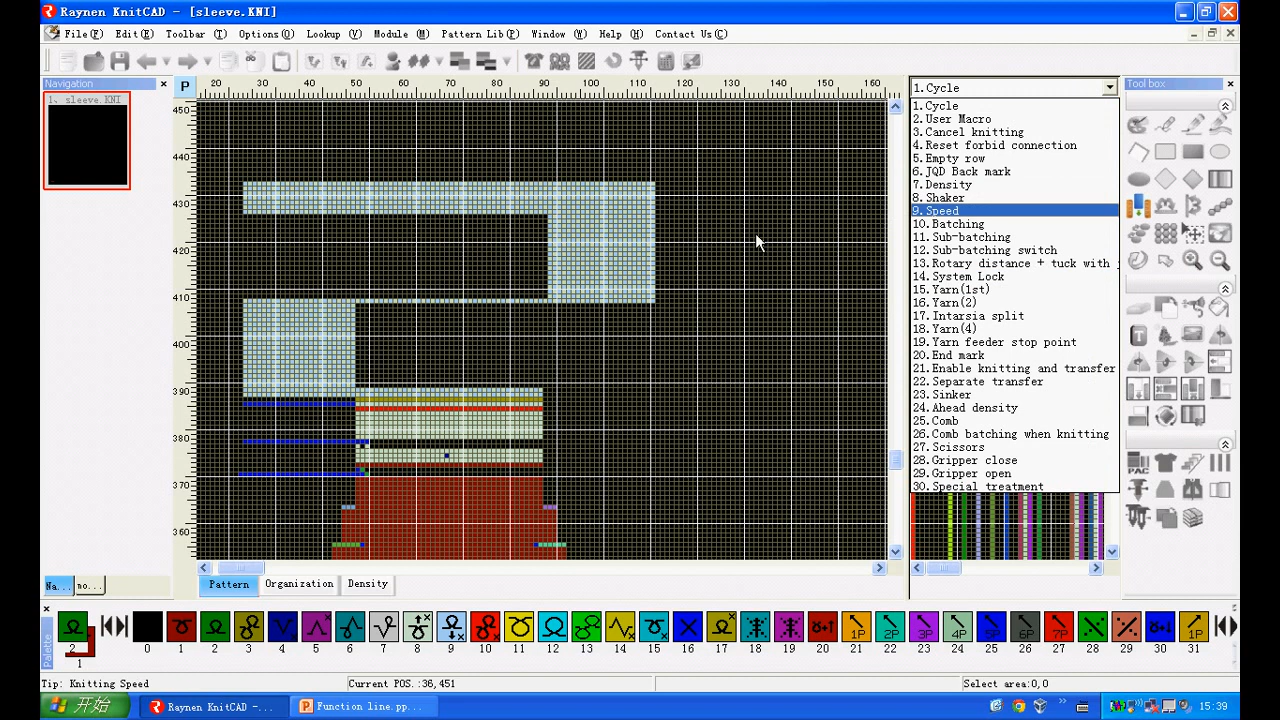 Raynen KnitCAD - [sleeve.KNI]
File(F) Edit(E) Toolbar (T) Options(O) Lookup (V) Module (M) Pattern Lib(P) Window (W) Help (H) Contact Us(C)
Navigation
1、sleeve.KNI
P
20 30 40 50 60 70 80 90 100 110 120 130 140 150 160
450
440
430
420
410
400
390
380
370
360
1.Cycle
1.Cycle
2.User Macro
3.Cancel knitting
4.Reset forbid connection
5.Empty row
6.JQD Back mark
7.Density
8.Shaker
9.Speed
10.Batching
11.Sub-batching
12.Sub-batching switch
13.Rotary distance + tuck with
14.System Lock
15.Yarn(1st)
16.Yarn(2)
17.Intarsia split
18.Yarn(4)
19.Yarn feeder stop point
20.End mark
21.Enable knitting and transfer
22.Separate transfer
23.Sinker
24.Ahead density
25.Comb
26.Comb batching when knitting
27.Scissors
28.Gripper close
29.Gripper open
30.Special treatment
Tool box
PAC
Na...
no...
Pattern Organization Density
Palette
1P 2P 3P 4P 5P 6P 7P 1P
2 1 0 1 2 3 4 5 6 7 8 9 10 11 12 13 14 15 16 17 18 19 20 21 22 23 24 25 26 27 28 29 30 31
Tip: Knitting Speed
Current POS.:36,451
Select area:0,0
开始
Raynen KnitCAD -...
Function line.pp...
15:39